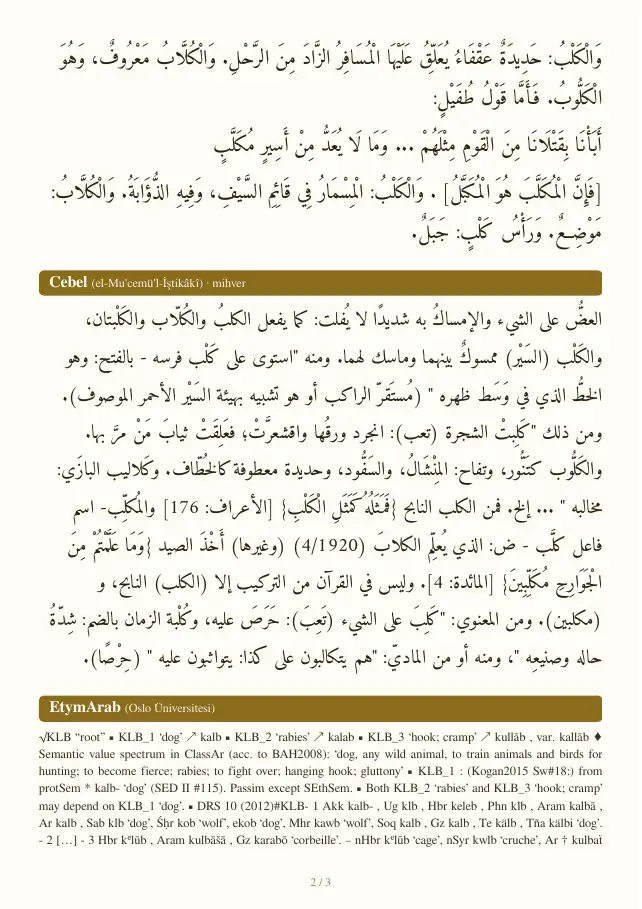 وَالْكَلْبُ: حَدِيدَةٌ عَقْفَاءُ يُعَلِّقُ عَلَيْهَا الْمُسَافِرُ الزَّادَ مِنَ الرَّحْلِ. وَالْكُلَّابُ مَعْرُوفٌ، وَهُوَ
الْكَلُّوبُ. فَأَمَّا قَوْلُ طُفَيْلٍ:
أَبَأْنَا بِقَتْلَانَا مِنَ الْقَوْمِ مِثْلَهُمْ ... وَمَا لَا يُعَدُّ مِنْ أَسِيرٍ مُكَلَّبٍ
[فَإِنَّ الْمُكَلَّبَ هُوَ الْمُكَبَّلُ] . وَالْكَلْبُ: الْمِسْمَارُ فِي قَائِمِ السَّيْفِ، وَفِيهِ الذُّؤَابَةُ. وَالْكُلَابُ:
مَوْضِعٌ. وَرَأْسُ كَلْبٍ: جَبَلٌ.
Cebel (el-Mu'cemü'l-İştikâkî) · mihver
العضُّ على الشيء والإمساكُ به شديدًا لا يُفلت: كما يفعل الكلبُ والكُلّاب والكَلْبتان،
والكَلْب (السَيْر) ممسوكٌ بينهما وماسك لهما. ومنه "استوى على كَلْب فرسه - بالفتح: وهو
الخطُّ الذي في وَسَط ظهره " (مُستَقرّ الراكب أو هو تشبيه بهيئة السَيْر الأحمر الموصوف).
ومن ذلك "كَلِبتْ الشجرة (تعب): انجرد ورقُها واقشعرَّتْ؛ فعلِقَتْ ثيابَ مَنْ مرَّ بها.
والكَلُّوب كتَنُّور، وتفاح: المِنْشَالُ، والسَفُّود، وحديدة معطوفة كالخُطَّاف. وكَلاليب البازَي:
مخالبه " ... إلخ. فمن الكلب النابح {فَمَثَلُهُ كَمَثَلِ الْكَلْبِ} [الأعراف: 176] والمُكلِّب- اسم
فاعل كلَّب - ض: الذي يُعلِّم الكلابَ (4/1920) (وغيرها) أَخْذَ الصيد {وَمَا عَلَّمْتُمْ مِنَ
الْجَوَارِحِ مُكَلِّبِينَ} [المائدة: 4]. وليس في القرآن من التركيب إلا (الكلب) النابح، و
(مكلبين). ومن المعنوي: "كَلِبَ على الشيء (تَعِبَ): حَرَصَ عليه، وكُلْبة الزمان بالضم: شِدّةُ
حاله وضيقه "، ومنه أو من الماديّ: "هم يتكالبون على كذا: يتواثبون عليه " (حِرْصًا).
EtymArab (Oslo Üniversitesi)
√KLB “root” ▪ KLB_1 ‘dog’ ↗ kalb ▪ KLB_2 ‘rabies’ ↗ kalab ▪ KLB_3 ‘hook; cramp’ ↗ kullāb , var. kallāb ♦
Semantic value spectrum in ClassAr (acc. to BAH2008): ‘dog, any wild animal, to train animals and birds for
hunting; to become fierce; rabies; to fight over; hanging hook; gluttony’ ▪ KLB_1 : (Kogan2015 Sw#18:) from
protSem * kalb- ‘dog’ (SED II #115). Passim except SEthSem. ▪ Both KLB_2 ‘rabies’ and KLB_3 ‘hook; cramp’
may depend on KLB_1 ‘dog’. ▪ DRS 10 (2012)#KLB- 1 Akk kalb- , Ug klb , Hbr keleb , Phn klb , Aram kalbā ,
Ar kalb , Sab klb ‘dog’, Śḥr kob ‘wolf’, ekob ‘dog’, Mhr kawb ‘wolf’, Soq kalb , Gz kalb , Te kälb , Tña kälbi ‘dog’.
- 2 […] - 3 Hbr kᵊlūb , Aram kulbāšā , Gz karabō ‘corbeille’. – nHbr kᵊlūb ‘cage’, nSyr kwlb ‘cruche’, Ar † kulbaï
2 / 3